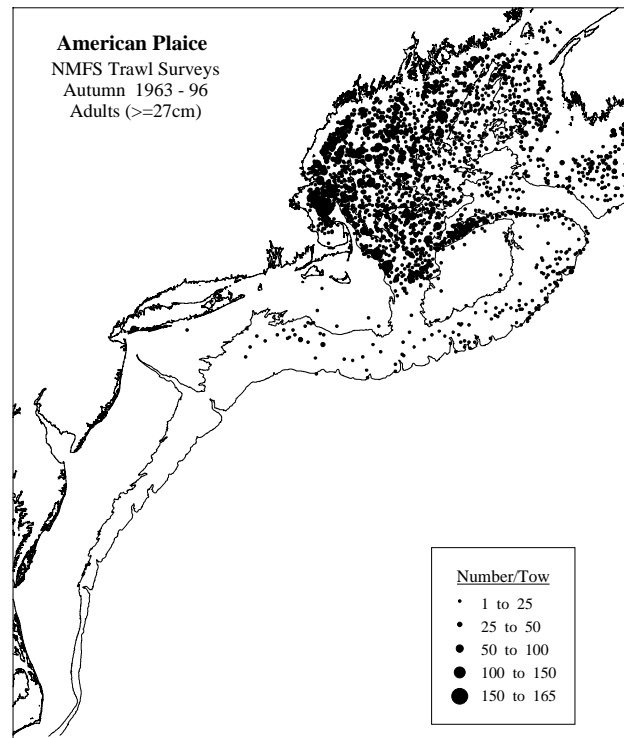 American Plaice
NMFS Trawl Surveys
Autumn 1963 - 96
Adults (>=27cm)
Number/Tow
1 to 25
25 to 50
50 to 100
100 to 150
150 to 165